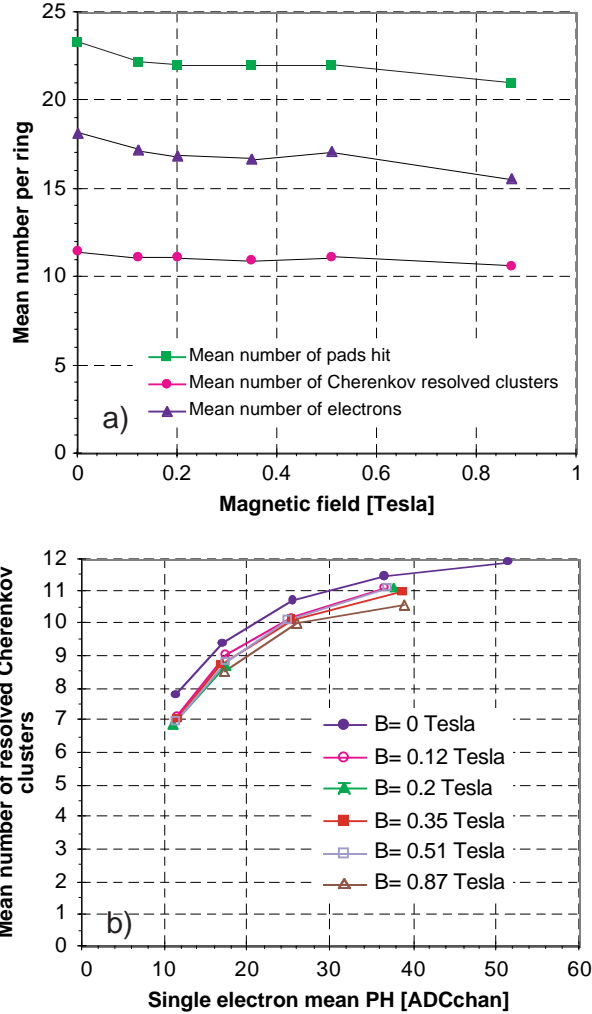 25
20
15
10
5
0
Mean number per ring
Mean number of pads hit
Mean number of Cherenkov resolved clusters
Mean number of electrons
a)
0 0.2 0.4 0.6 0.8 1
Magnetic field [Tesla]
12
11
10
9
8
7
6
5
4
3
2
1
0
Mean number of resolved Cherenkov
clusters
B= 0 Tesla
B= 0.12 Tesla
B= 0.2 Tesla
B= 0.35 Tesla
B= 0.51 Tesla
B= 0.87 Tesla
b)
0 10 20 30 40 50 60
Single electron mean PH [ADCchan]